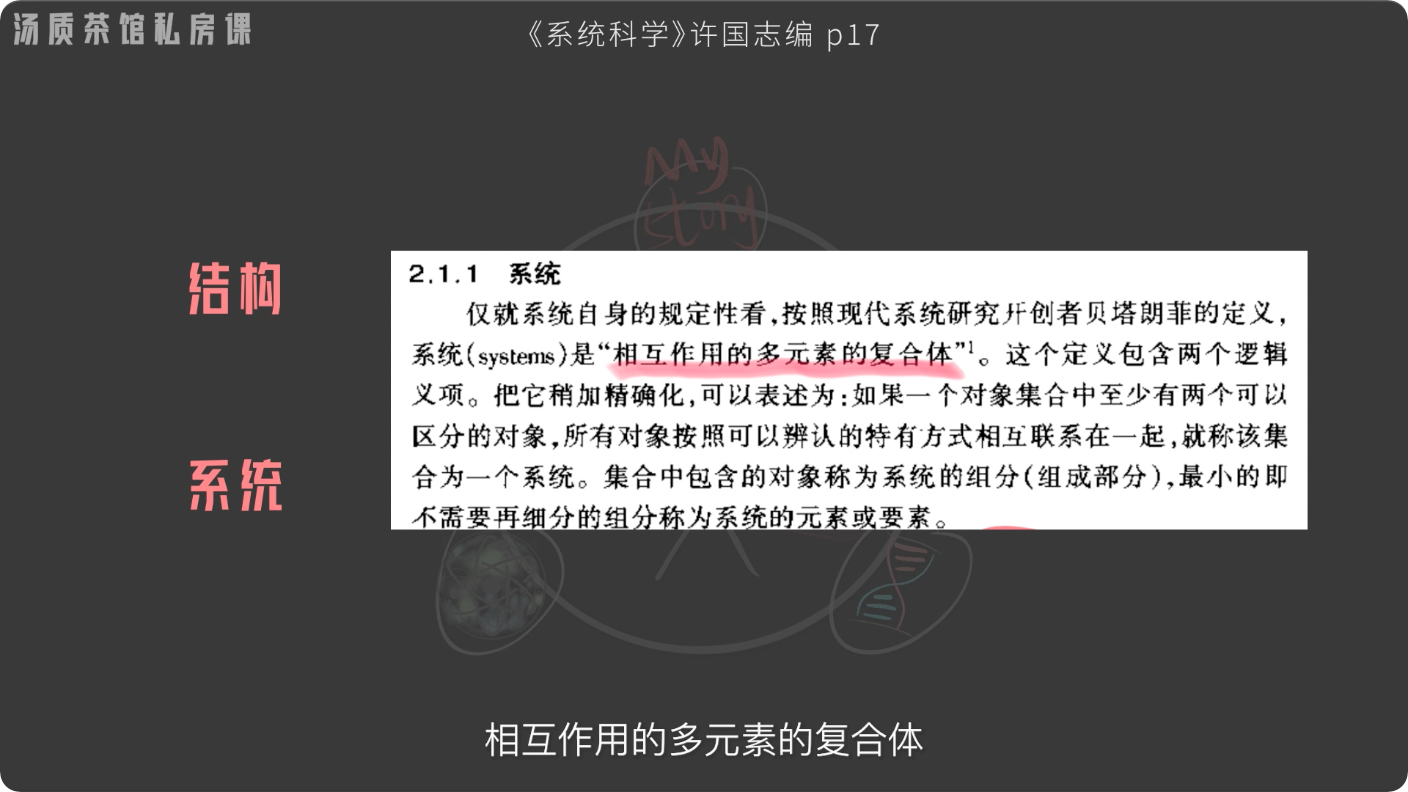 汤质茶馆私房课
《系统科学》许国志编 p17
My
story
结构
系统
2.1.1 系统
仅就系统自身的规定性看,按照现代系统研究开创者贝塔朗菲的定义,
系统(systems)是“相互作用的多元素的复合体”1。这个定义包含两个逻辑
义项。把它稍加精确化,可以表述为:如果一个对象集合中至少有两个可以
区分的对象,所有对象按照可以辨认的特有方式相互联系在一起,就称该集
合为一个系统。集合中包含的对象称为系统的组分(组成部分),最小的即
不需要再细分的组分称为系统的元素或要素。
相互作用的多元素的复合体